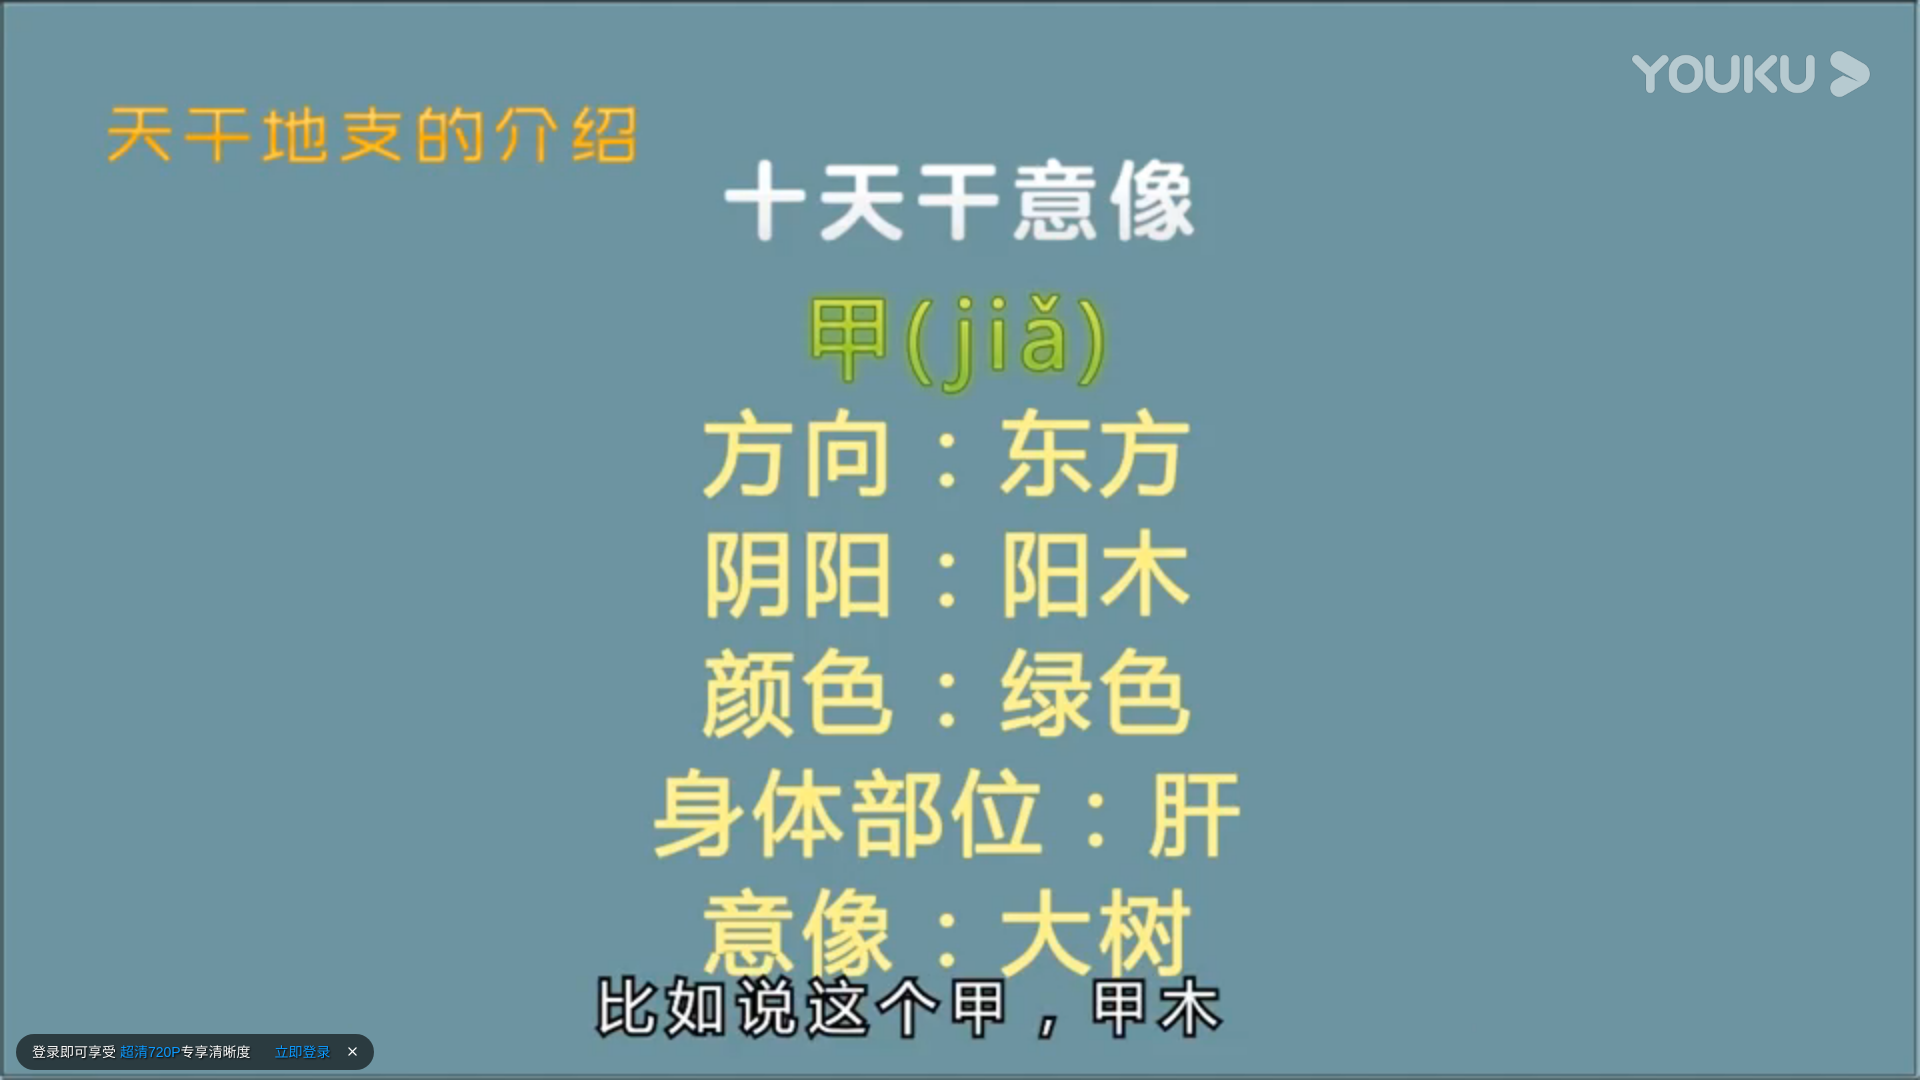 YOUKU
天干地支的介绍
十天干意像
甲(jiǎ)
方向：东方
阴阳：阳木
颜色：绿色
身体部位：肝
意像：大树
比如说这个甲，甲木
登录即可享受 超清720P专享清晰度 立即登录 ×